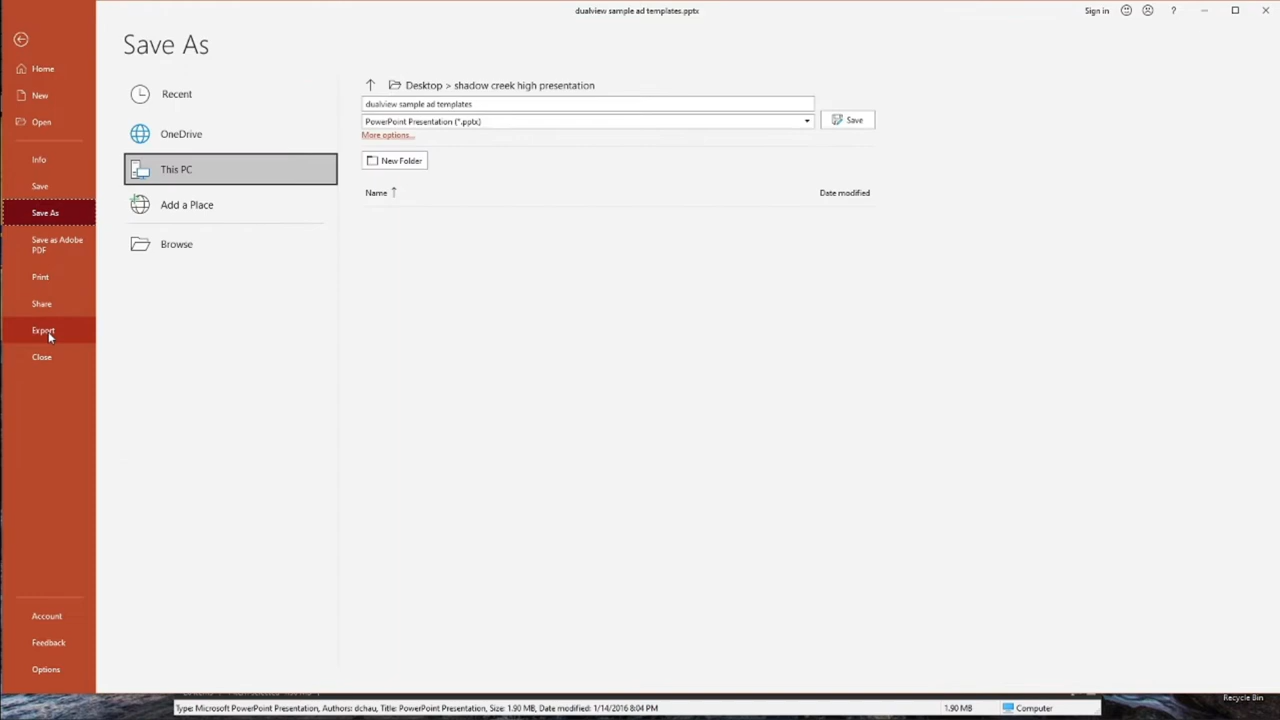 dualview sample ad templates.pptx
Sign in
?
Save As
Home
New
Open
Info
Save
Save As
Save as Adobe
PDF
Print
Share
Export
Close
Account
Feedback
Options
Recent
OneDrive
This PC
Add a Place
Browse
Desktop > shadow creek high presentation
dualview sample ad templates
PowerPoint Presentation (*.pptx)
Save
More options...
New Folder
Name
Date modified
Recycle Bin
Type: Microsoft PowerPoint Presentation, Authors: dchau, Title: PowerPoint Presentation, Size: 1.90 MB, Date modified: 1/14/2016 8:04 PM
1.90 MB
Computer